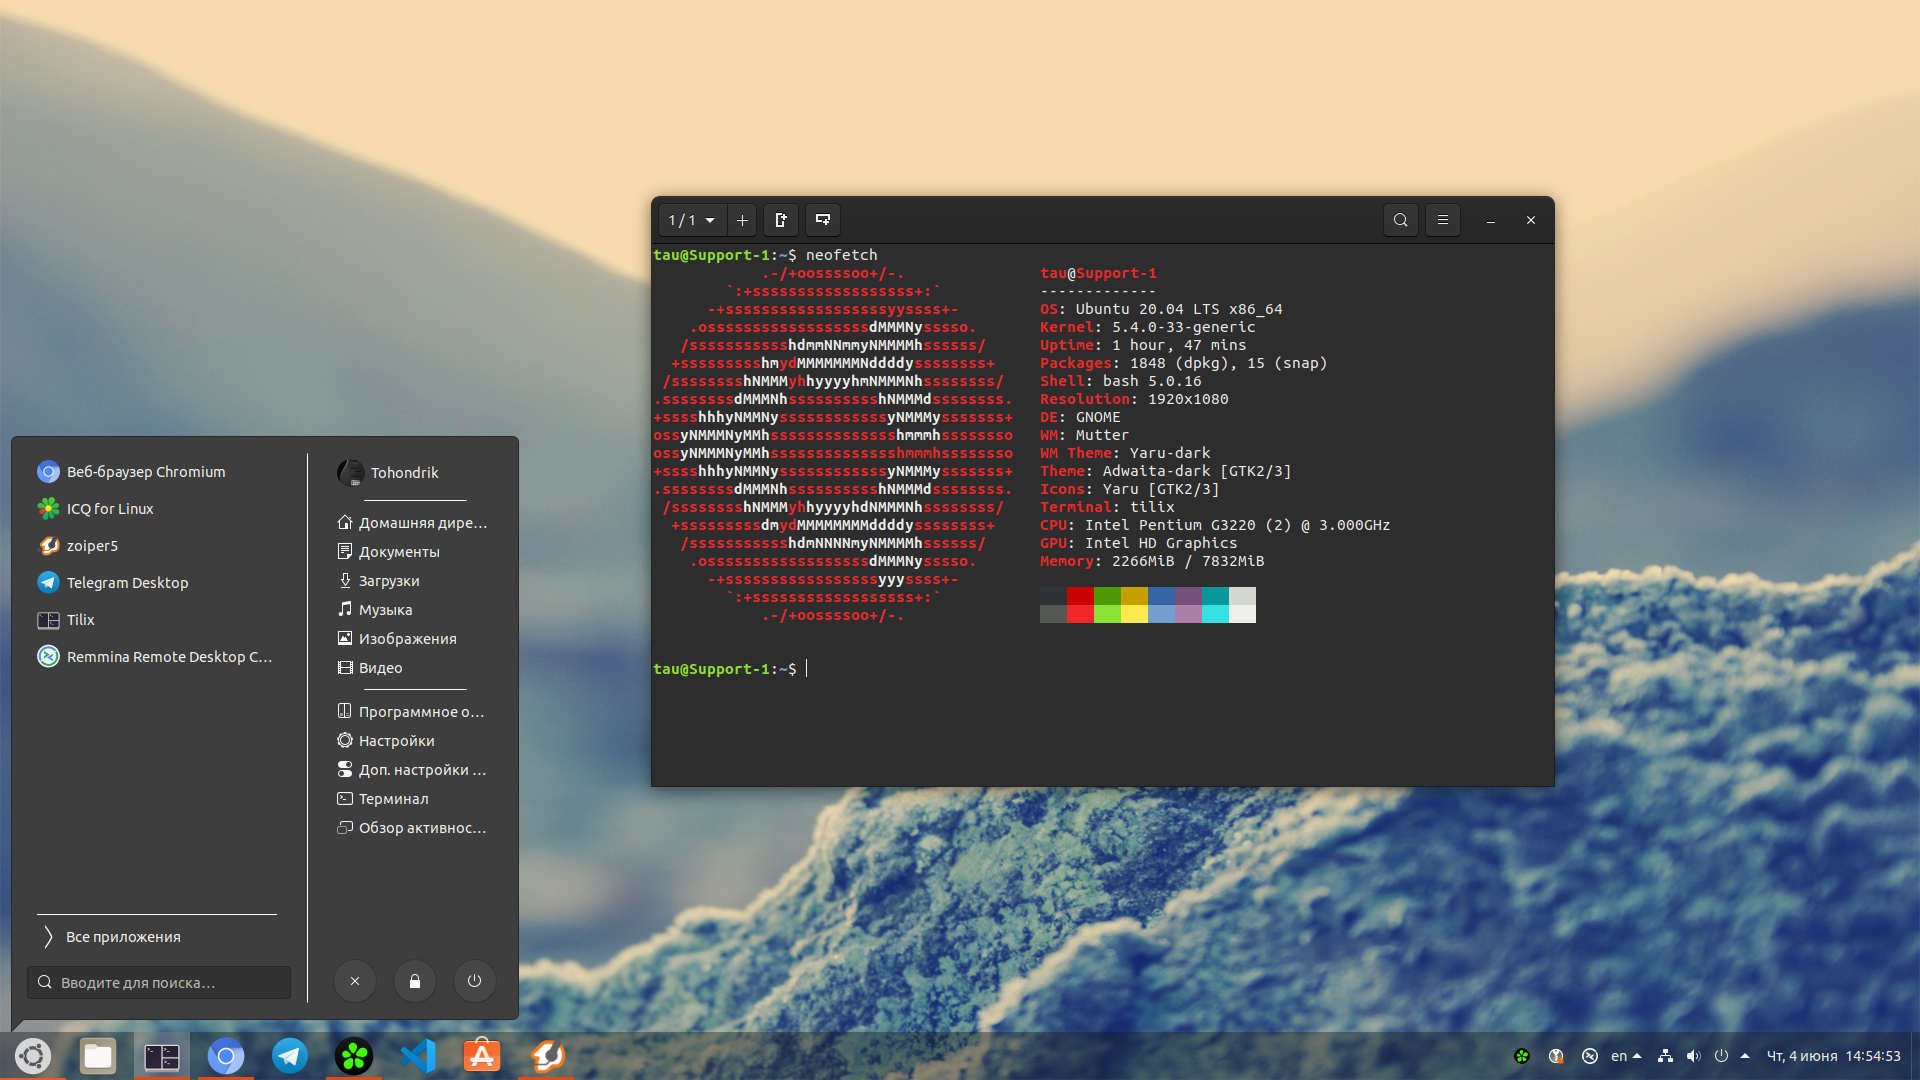 1 / 1
tau@Support-1:~$ neofetch
.-/+oossssoo+/-.
`:+ssssssssssssssssss+:`
-+ssssssssssssssssssyyssss+-
.ossssssssssssssssssdMMMNysssso.
/ssssssssssshdmmNNmmyNMMMMhssssss/
+ssssssssshmydMMMMMMMNddddyssssssss+
/sssssssshNMMMyhhyyyyhmNMMMNhssssssss/
.ssssssssdMMMNhsssssssssshNMMMdssssssss.
+sssshhhyNMMNyssssssssssssyNMMMysssssss+
ossyNMMMNyMMhsssssssssssssshmmmhssssssso
ossyNMMMNyMMhsssssssssssssshmmmhssssssso
+sssshhhyNMMNyssssssssssssyNMMMysssssss+
.ssssssssdMMMNhsssssssssshNMMMdssssssss.
/sssssssshNMMMyhhyyyyhdNMMMNhssssssss/
+sssssssssdmydMMMMMMMMddddyssssssss+
/ssssssssssshdmNNNNmyNMMMMhssssss/
.ossssssssssssssssssdMMMNysssso.
-+sssssssssssssssssyyyssss+-
`:+ssssssssssssssssss+:`
.-/+oossssoo+/-.
tau@Support-1
-------------
OS: Ubuntu 20.04 LTS x86_64
Kernel: 5.4.0-33-generic
Uptime: 1 hour, 47 mins
Packages: 1848 (dpkg), 15 (snap)
Shell: bash 5.0.16
Resolution: 1920x1080
DE: GNOME
WM: Mutter
WM Theme: Yaru-dark
Theme: Adwaita-dark [GTK2/3]
Icons: Yaru [GTK2/3]
Terminal: tilix
CPU: Intel Pentium G3220 (2) @ 3.000GHz
GPU: Intel HD Graphics
Memory: 2266MiB / 7832MiB
tau@Support-1:~$
Веб-браузер Chromium
ICQ for Linux
zoiper5
Telegram Desktop
Tilix
Remmina Remote Desktop C...
Все приложения
Вводите для поиска...
Tohondrik
Домашняя дире...
Документы
Загрузки
Музыка
Изображения
Видео
Программное о...
Настройки
Доп. настройки ...
Терминал
Обзор активнос...
en
Чт, 4 июня 14:54:53